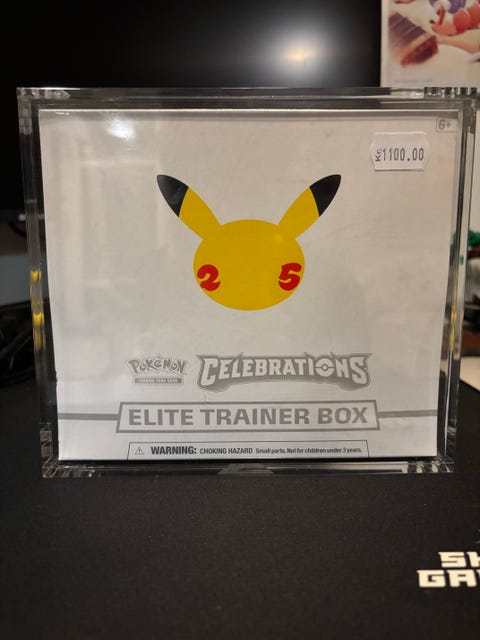 6+
Kč1100.00
25
Pokémon
TRADING CARD GAME
CELEBRATIONS
ELITE TRAINER BOX
WARNING: CHOKING HAZARD Small parts. Not for children under 3 years.